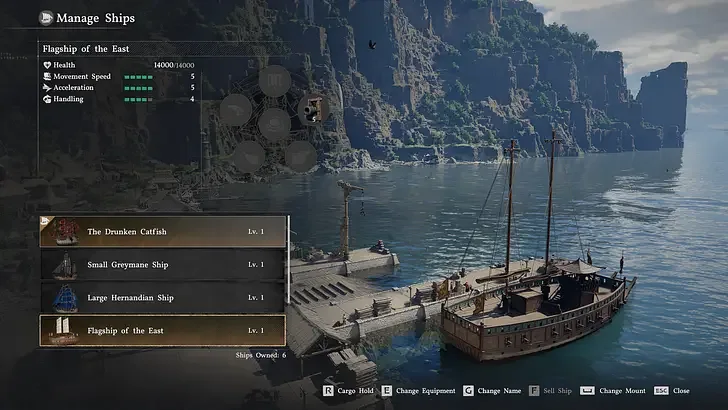 Manage Ships
Flagship of the East
Health 14000/14000
Movement Speed 5
Acceleration 5
Handling 4
The Drunken Catfish Lv. 1
Small Greymane Ship Lv. 1
Large Hernandian Ship Lv. 1
Flagship of the East Lv. 1
Ships Owned: 6
R Cargo Hold E Change Equipment G Change Name F Sell Ship Change Mount ESC Close